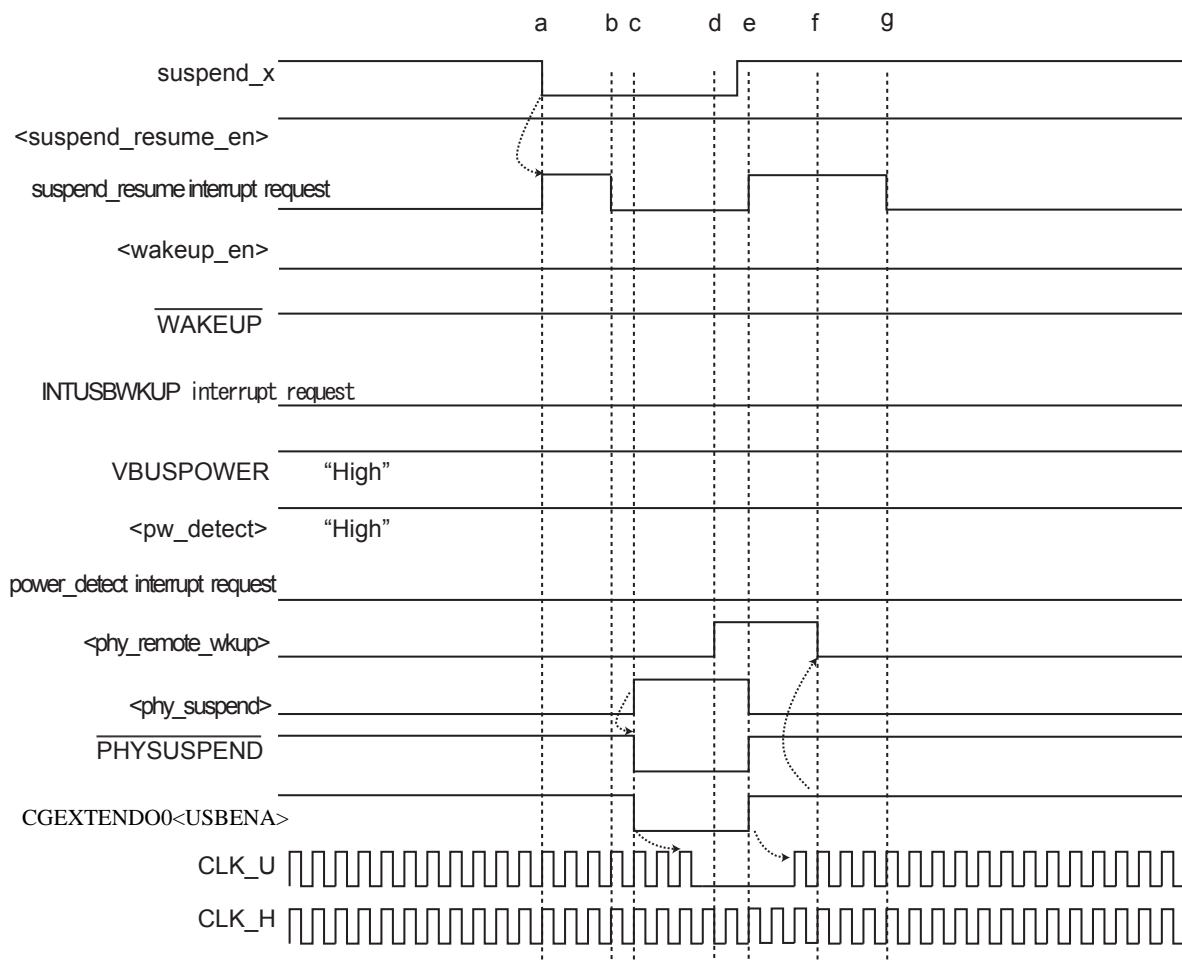 a b c d e f g
suspend_x
<suspend_resume_en>
suspend_resume interrupt request
<wakeup_en>
WAKEUP
INTUSBWKUP interrupt request
VBUSPOWER "High"
<pw_detect> "High"
power_detect interrupt request
<phy_remote_wkup>
<phy_suspend>
PHYSUSPEND
CGEXTENDO0<USBENA>
CLK_U
CLK_H